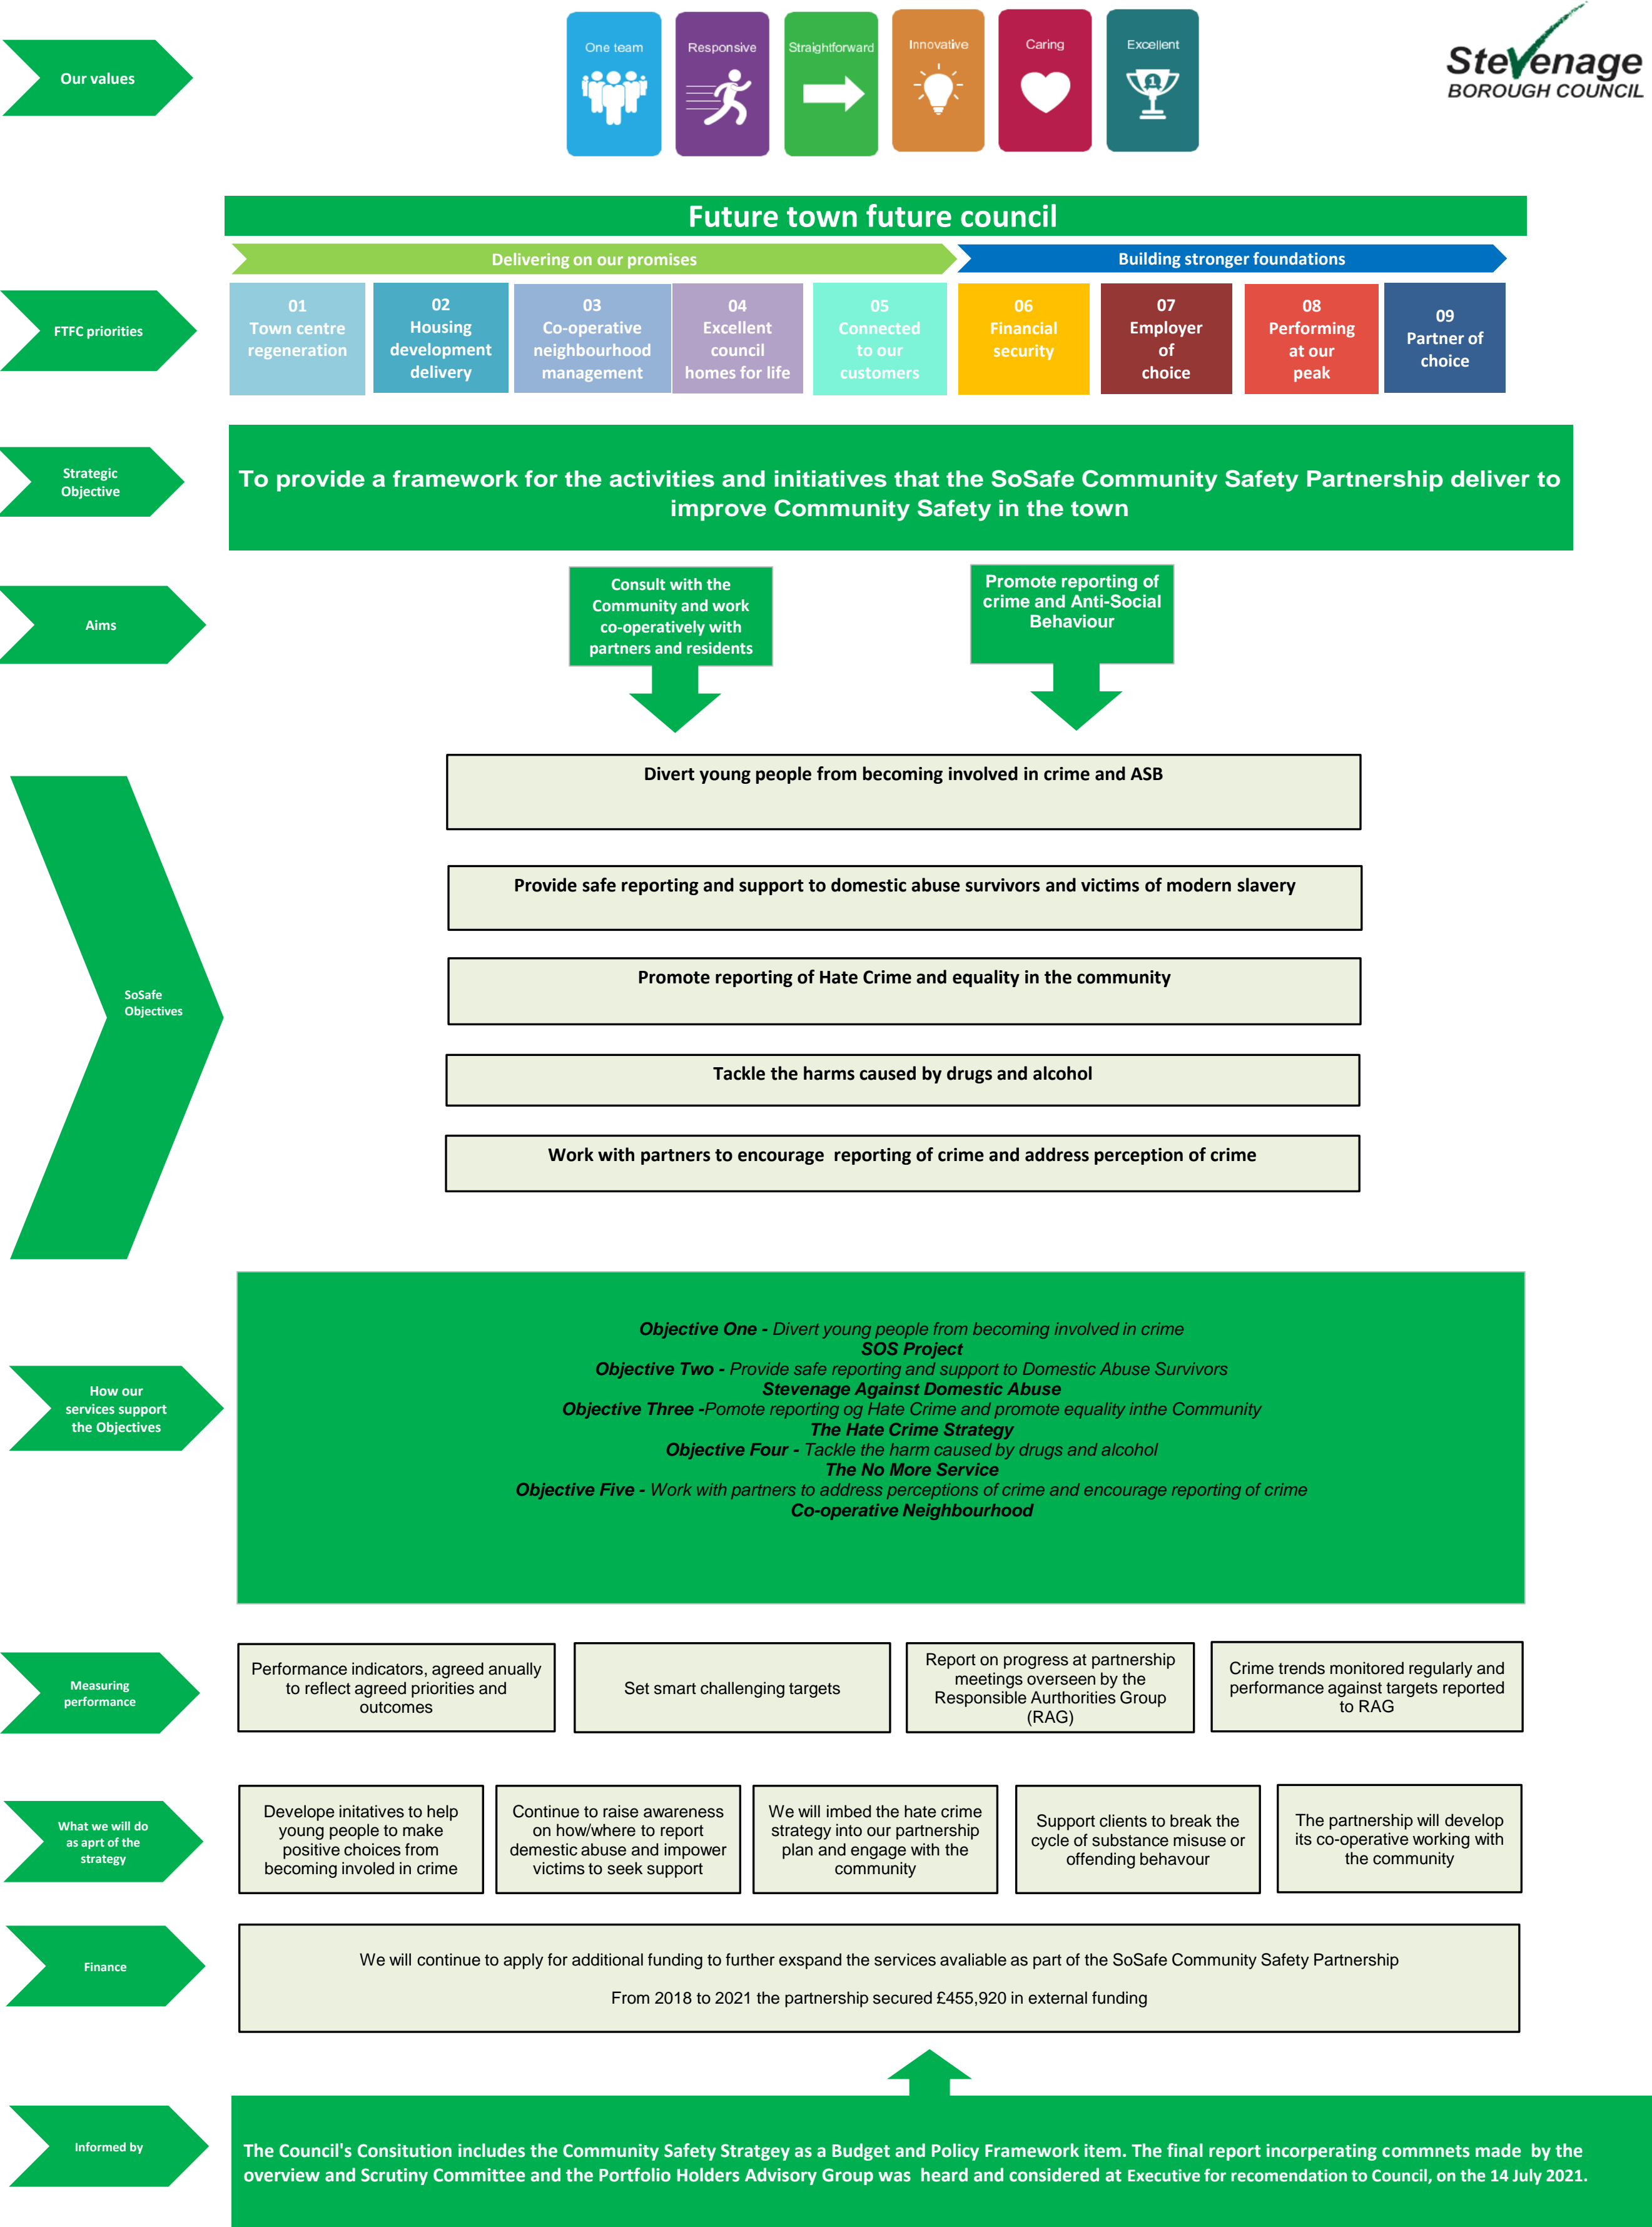 Our values
One team
Responsive
Straightforward
Innovative
Caring
Excellent
1
Stevenage
BOROUGH COUNCIL
Future town future council
Delivering on our promises
Building stronger foundations
FTFC priorities
01
Town centre
regeneration
02
Housing
development
delivery
03
Co-operative
neighbourhood
management
04
Excellent
council
homes for life
05
Connected
to our
customers
06
Financial
security
07
Employer
of
choice
08
Performing
at our
peak
09
Partner of
choice
Strategic
Objective
To provide a framework for the activities and initiatives that the SoSafe Community Safety Partnership deliver to
improve Community Safety in the town
Aims
Consult with the
Community and work
co-operatively with
partners and residents
Promote reporting of
crime and Anti-Social
Behaviour
SoSafe
Objectives
Divert young people from becoming involved in crime and ASB
Provide safe reporting and support to domestic abuse survivors and victims of modern slavery
Promote reporting of Hate Crime and equality in the community
Tackle the harms caused by drugs and alcohol
Work with partners to encourage  reporting of crime and address perception of crime
How our
services support
the Objectives
Objective One - Divert young people from becoming involved in crime
SOS Project
Objective Two - Provide safe reporting and support to Domestic Abuse Survivors
Stevenage Against Domestic Abuse
Objective Three -Pomote reporting og Hate Crime and promote equality inthe Community
The Hate Crime Strategy
Objective Four - Tackle the harm caused by drugs and alcohol
The No More Service
Objective Five - Work with partners to address perceptions of crime and encourage reporting of crime
Co-operative Neighbourhood
Measuring
performance
Performance indicators, agreed anually
to reflect agreed priorities and
outcomes
Set smart challenging targets
Report on progress at partnership
meetings overseen by the
Responsible Aurthorities Group
(RAG)
Crime trends monitored regularly and
performance against targets reported
to RAG
What we will do
as aprt of the
strategy
Develope initatives to help
young people to make
positive choices from
becoming involed in crime
Continue to raise awareness
on how/where to report
demestic abuse and impower
victims to seek support
We will imbed the hate crime
strategy into our partnership
plan and engage with the
community
Support clients to break the
cycle of substance misuse or
offending behavour
The partnership will develop
its co-operative working with
the community
Finance
We will continue to apply for additional funding to further exspand the services avaliable as part of the SoSafe Community Safety Partnership
From 2018 to 2021 the partnership secured £455,920 in external funding
Informed by
The Council's Consitution includes the Community Safety Stratgey as a Budget and Policy Framework item. The final report incorperating commnets made  by the
overview and Scrutiny Committee and the Portfolio Holders Advisory Group was  heard and considered at Executive for recomendation to Council, on the 14 July 2021.